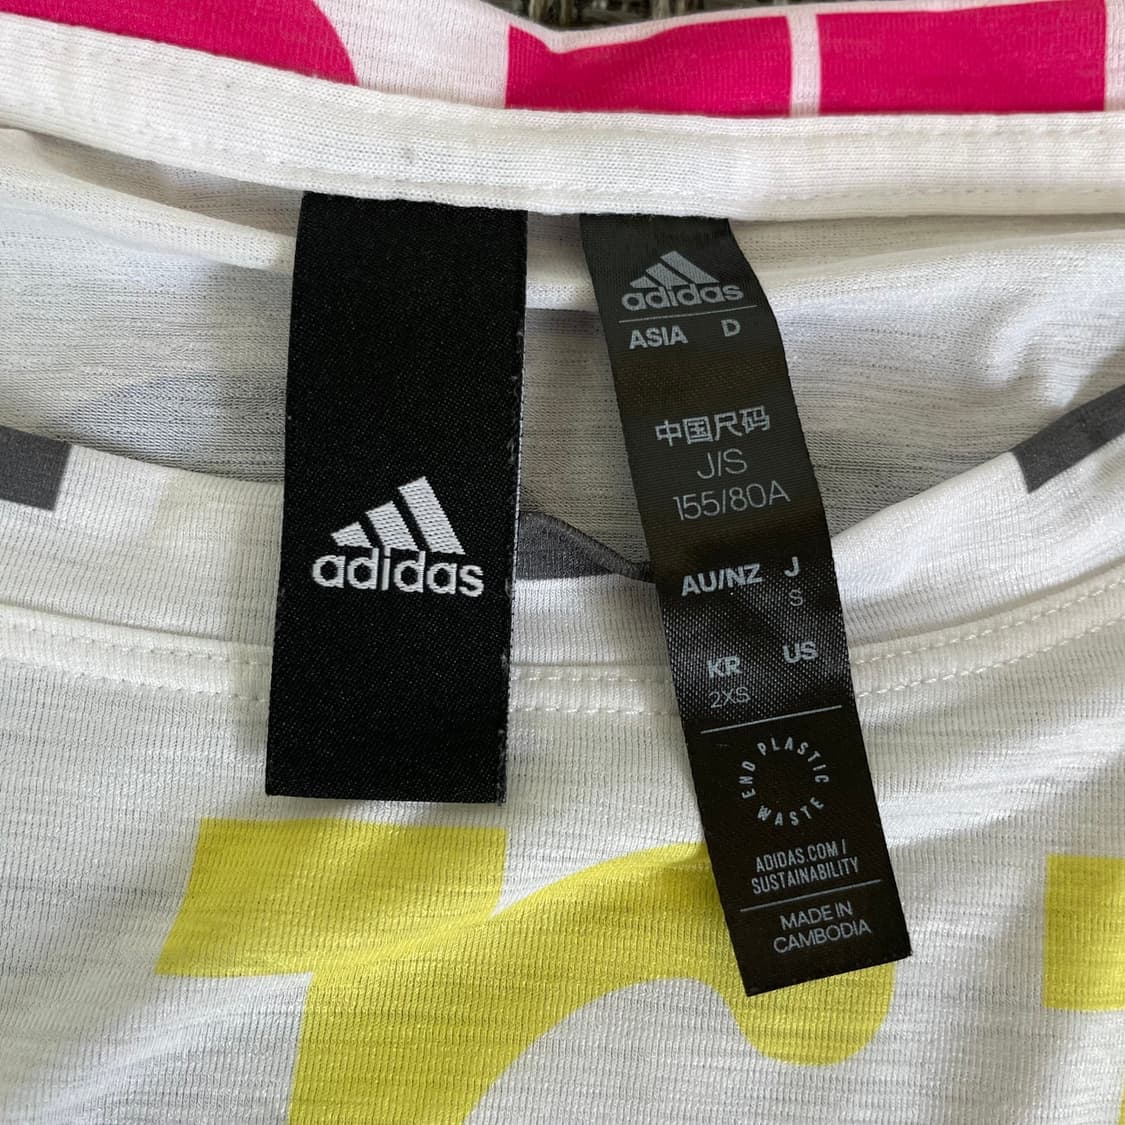 adidas
adidas
ASIA D
中国尺码
J/S
155/80A
AU/NZ J
S
KR US
2XS
END PLASTIC WASTE
ADIDAS.COM/
SUSTAINABILITY
MADE IN
CAMBODIA